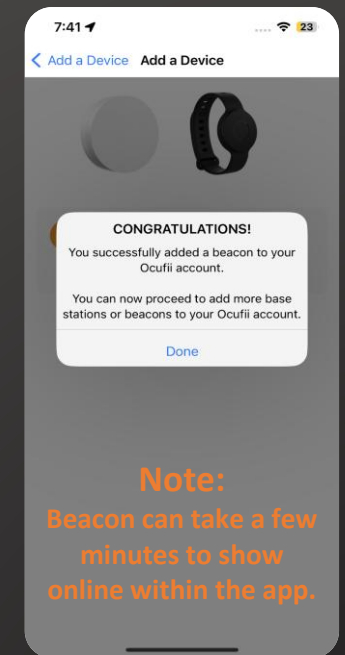 7:41
23
Add a Device Add a Device
CONGRATULATIONS!
You successfully added a beacon to your
Ocufii account.
You can now proceed to add more base
stations or beacons to your Ocufii account.
Done
Note:
Beacon can take a few
minutes to show
online within the app.